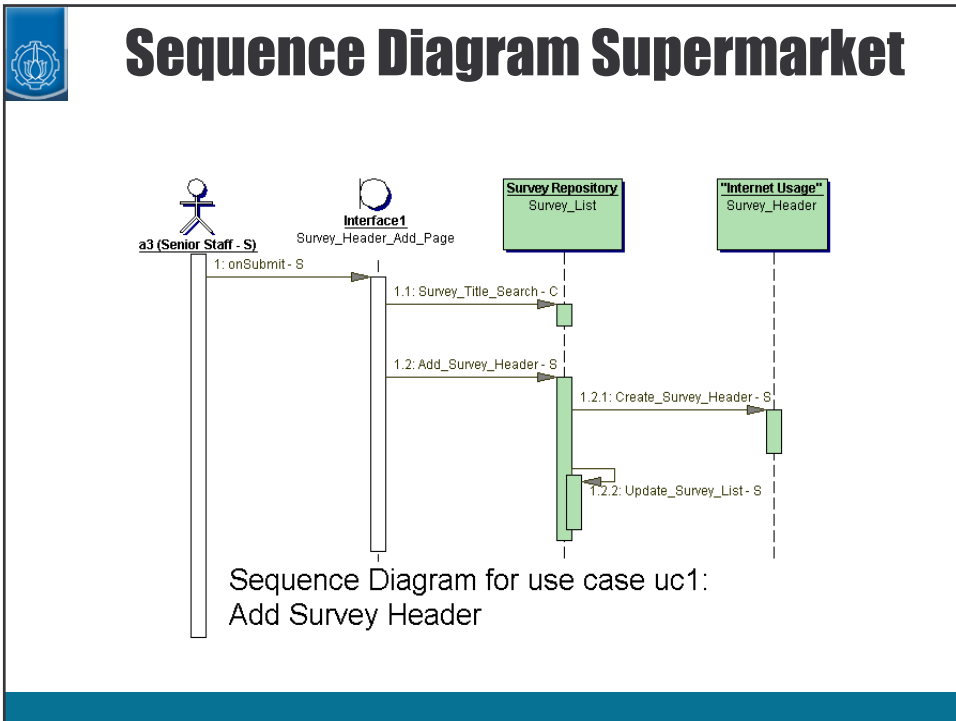 Sequence Diagram Supermarket
a3 (Senior Staff - S)
Interface1
Survey_Header_Add_Page
Survey Repository
Survey_List
"Internet Usage"
Survey_Header
1: onSubmit - S
1.1: Survey_Title_Search - C
1.2: Add_Survey_Header - S
1.2.1: Create_Survey_Header - S
1.2.2: Update_Survey_List - S
Sequence Diagram for use case uc1:
Add Survey Header